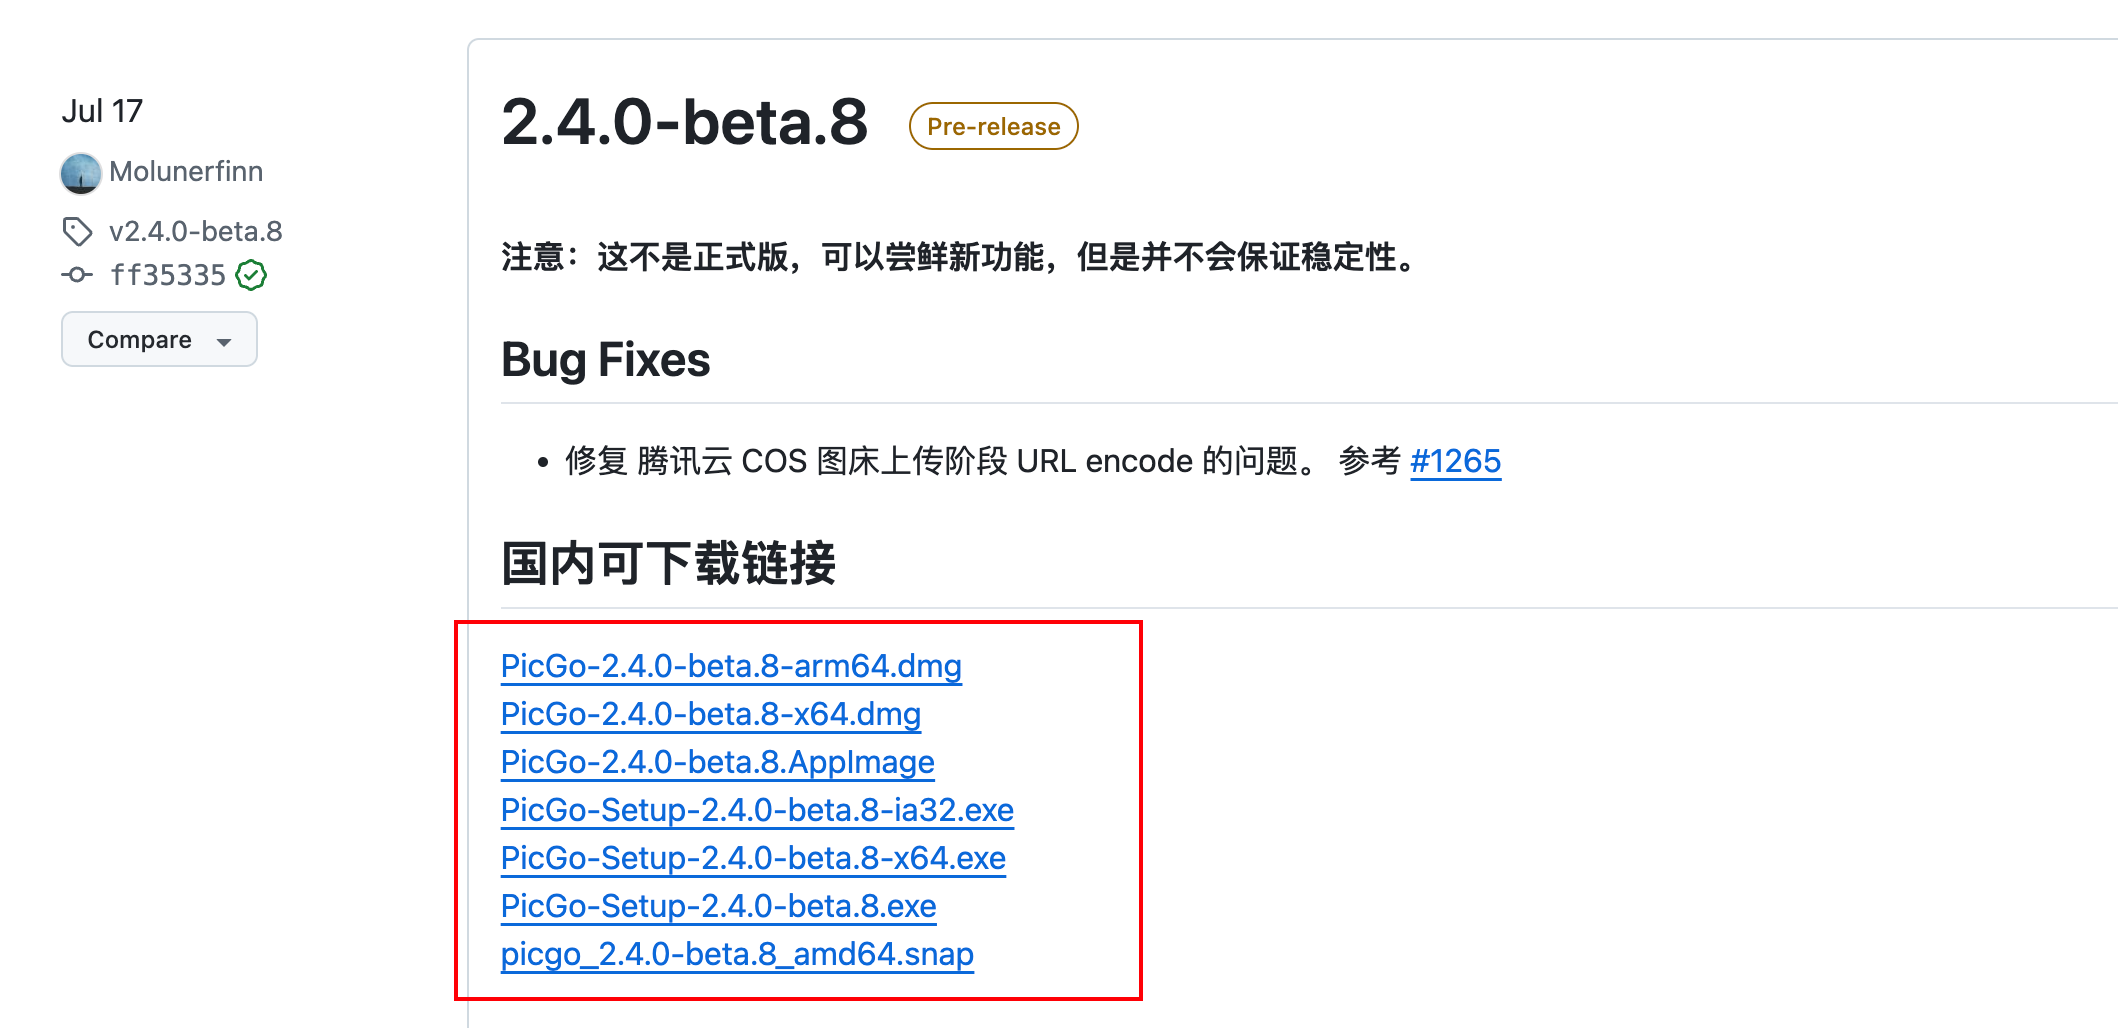 Jul 17
Molunerfinn
v2.4.0-beta.8
ff35335
Compare
2.4.0-beta.8 Pre-release
注意：这不是正式版，可以尝鲜新功能，但是并不会保证稳定性。
Bug Fixes
• 修复 腾讯云 COS 图床上传阶段 URL encode 的问题。 参考 #1265
国内可下载链接
PicGo-2.4.0-beta.8-arm64.dmg
PicGo-2.4.0-beta.8-x64.dmg
PicGo-2.4.0-beta.8.AppImage
PicGo-Setup-2.4.0-beta.8-ia32.exe
PicGo-Setup-2.4.0-beta.8-x64.exe
PicGo-Setup-2.4.0-beta.8.exe
picgo_2.4.0-beta.8_amd64.snap